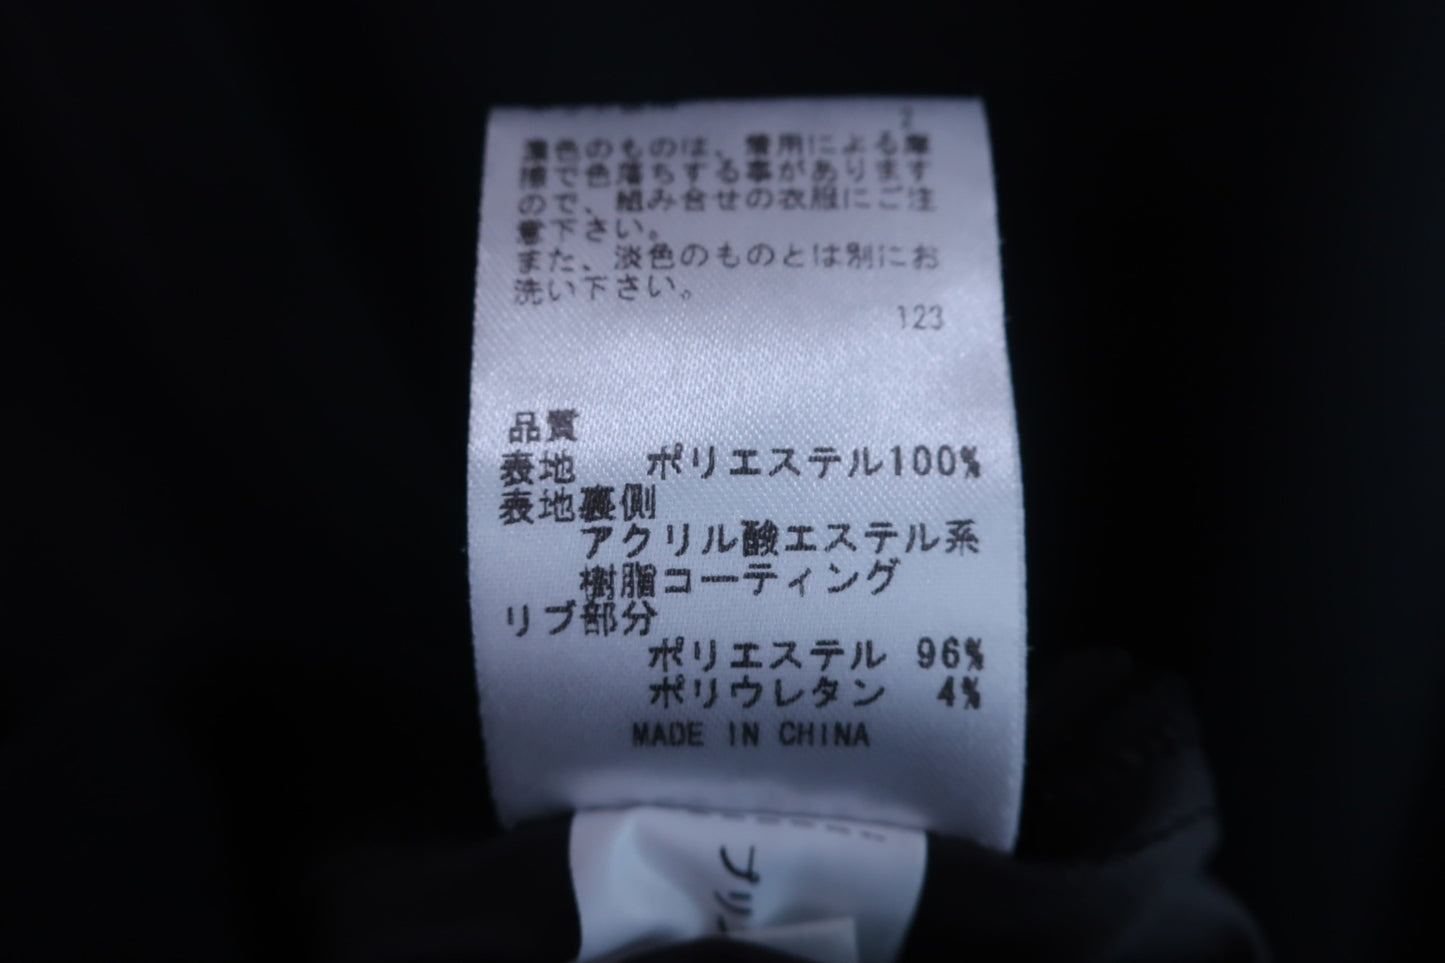 2
濃色のものは、着用による摩
擦で色落ちする事があります
ので、組み合せの衣服にご注
意下さい。
また、淡色のものとは別にお
洗い下さい。
123
品質
表地 ポリエステル100%
表地裏側
アクリル酸エステル系
樹脂コーティング
リブ部分
ポリエステル 96%
ポリウレタン 4%
MADE IN CHINA
プリ